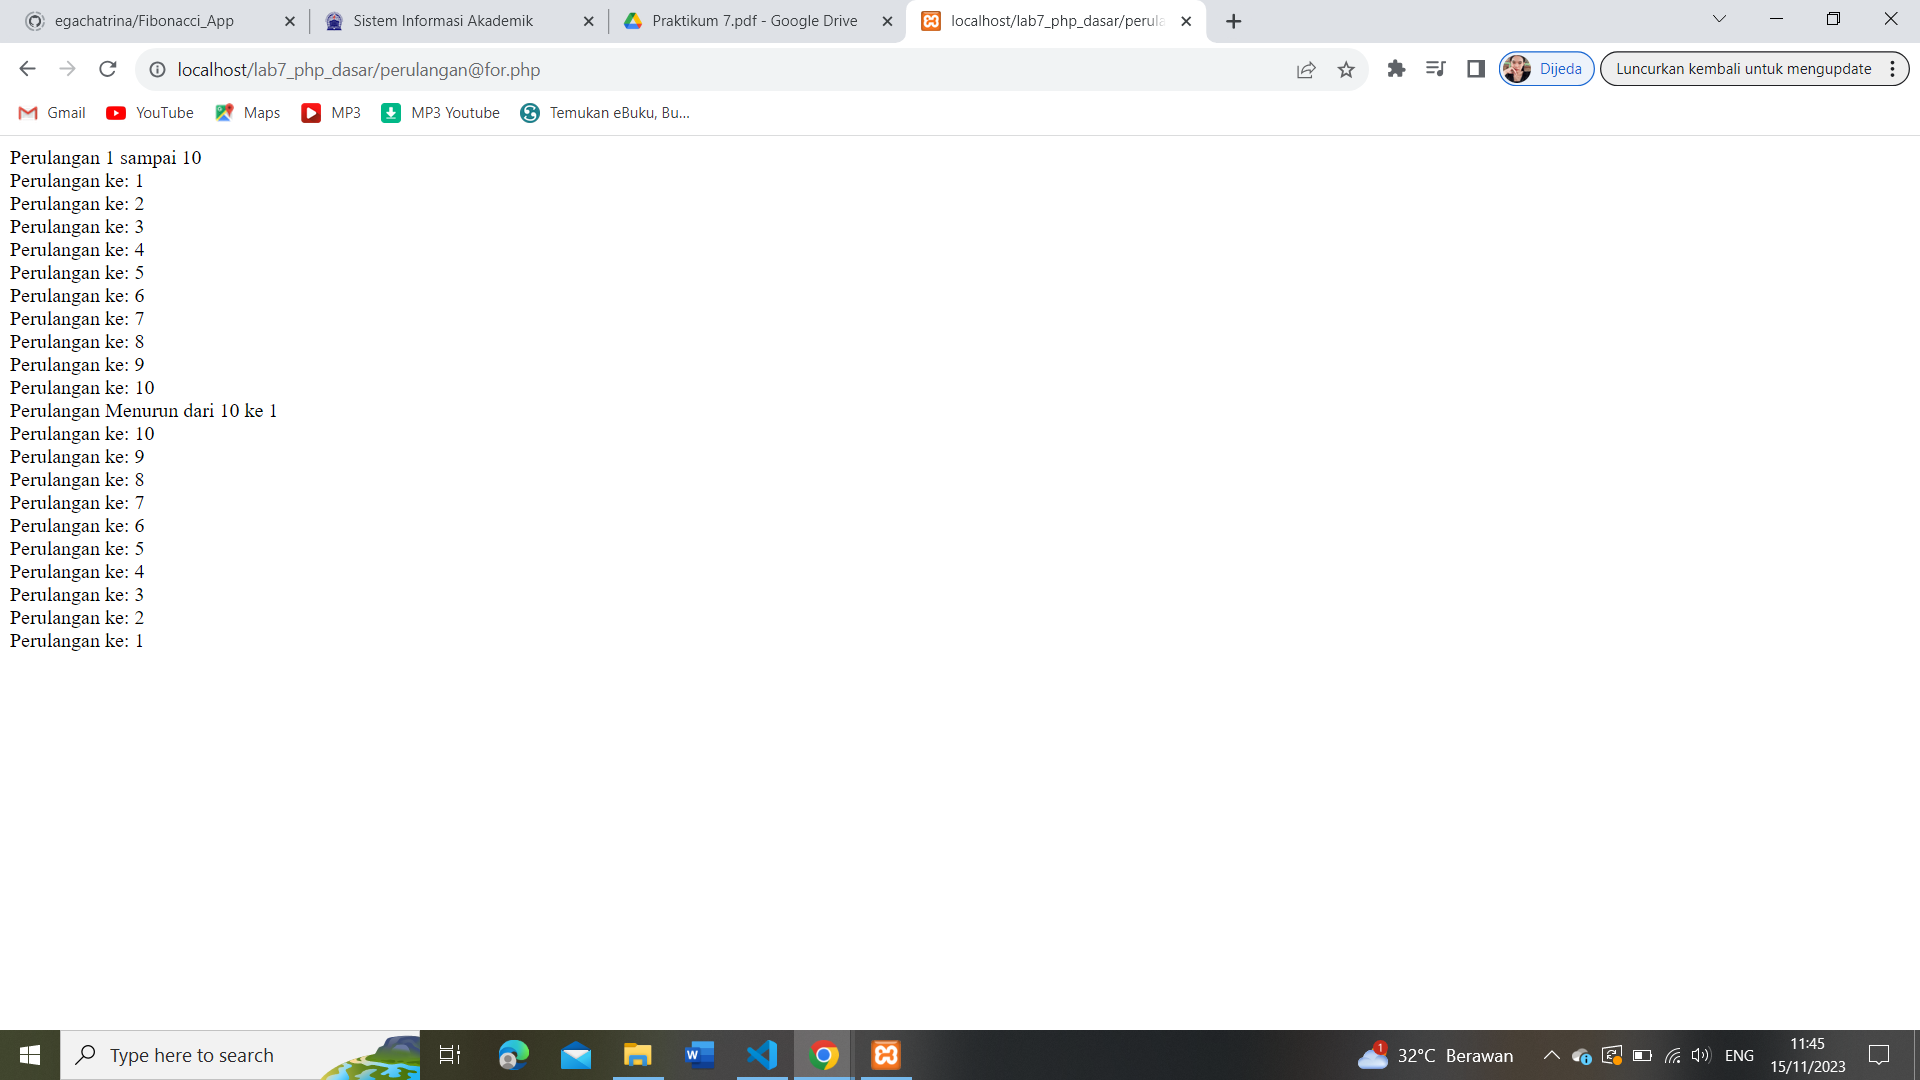 egachatrina/Fibonacci_App
Sistem Informasi Akademik
Praktikum 7.pdf - Google Drive
localhost/lab7_php_dasar/perula
localhost/lab7_php_dasar/perulangan@for.php
Dijeda
Luncurkan kembali untuk mengupdate
Gmail
YouTube
Maps
MP3
MP3 Youtube
Temukan eBuku, Bu...
Perulangan 1 sampai 10
Perulangan ke: 1
Perulangan ke: 2
Perulangan ke: 3
Perulangan ke: 4
Perulangan ke: 5
Perulangan ke: 6
Perulangan ke: 7
Perulangan ke: 8
Perulangan ke: 9
Perulangan ke: 10
Perulangan Menurun dari 10 ke 1
Perulangan ke: 10
Perulangan ke: 9
Perulangan ke: 8
Perulangan ke: 7
Perulangan ke: 6
Perulangan ke: 5
Perulangan ke: 4
Perulangan ke: 3
Perulangan ke: 2
Perulangan ke: 1
Type here to search
1
32°C Berawan
ENG
11:45
15/11/2023